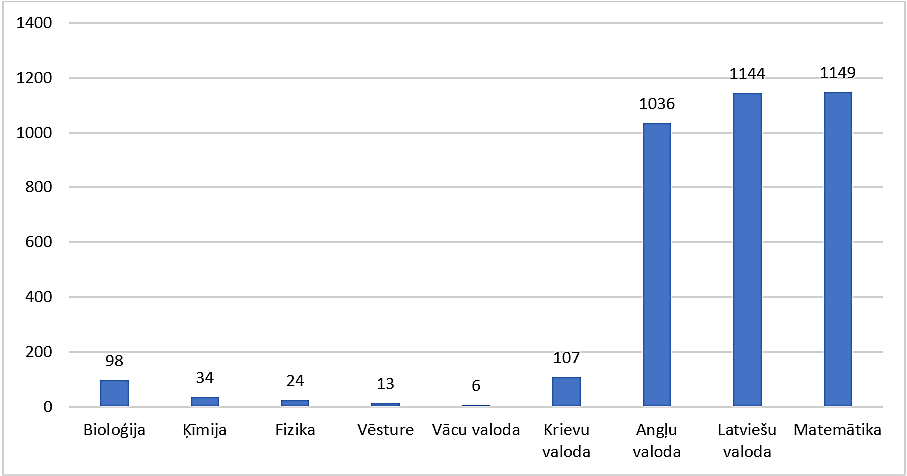 1400
1200
1000
800
600
400
200
0
98
34
24
13
6
107
1036
1144
1149
Bioloģija
Ķīmija
Fizika
Vēsture
Vācu valoda
Krievu
valoda
Angļu
valoda
Latviešu
valoda
Matemātika